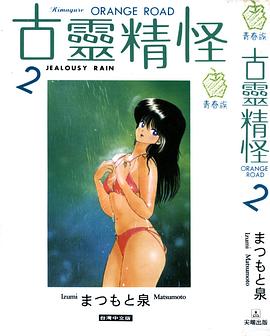 Kimagure ORANGE ROAD
古靈精怪
2
JEALOUSY RAIN
Izumi まつもと泉 Matsumoto
台灣中文版
青春族
青春族
古靈精怪
ORANGE
ROAD
2
まつもと泉
Izumi Matsumoto
天曜出版